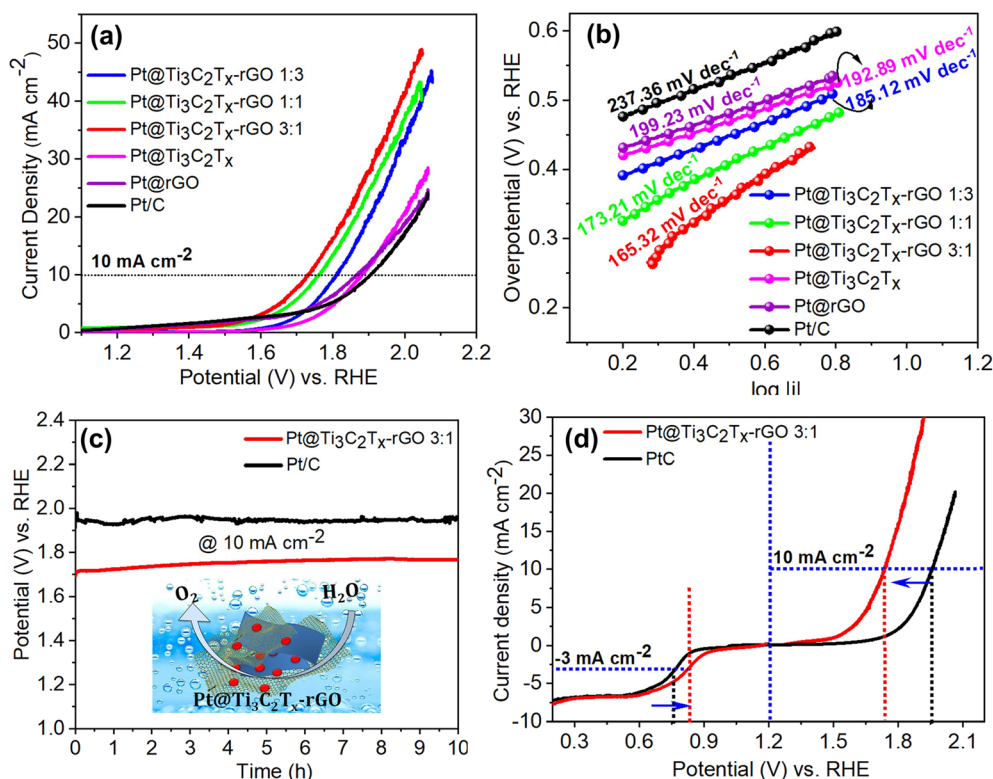 (a)
Pt@Ti3C2Tx-rGO 1:3
Pt@Ti3C2Tx-rGO 1:1
Pt@Ti3C2Tx-rGO 3:1
Pt@Ti3C2Tx
Pt@rGO
Pt/C
10 mA cm-2
50
40
30
20
10
0
Current Density (mA cm-2)
1.2 1.4 1.6 1.8 2.0 2.2
Potential (V) vs. RHE
(b)
237.36 mV dec-1
199.23 mV dec-1
192.89 mV dec-1
185.12 mV dec-1
173.21 mV dec-1
165.32 mV dec-1
Pt@Ti3C2Tx-rGO 1:3
Pt@Ti3C2Tx-rGO 1:1
Pt@Ti3C2Tx-rGO 3:1
Pt@Ti3C2Tx
Pt@rGO
Pt/C
0.6
0.5
0.4
0.3
0.2
Overpotential (V) vs. RHE
0.0 0.2 0.4 0.6 0.8 1.0 1.2
log |j|
(c)
Pt@Ti3C2Tx-rGO 3:1
Pt/C
@ 10 mA cm-2
O2
H2O
Pt@Ti3C2Tx-rGO
2.4
2.2
2.0
1.8
1.6
1.4
1.2
1.0
Potential (V) vs. RHE
0 1 2 3 4 5 6 7 8 9 10
Time (h)
(d)
Pt@Ti3C2Tx-rGO 3:1
PtC
10 mA cm-2
-3 mA cm-2
30
25
20
15
10
5
0
-5
-10
Current density (mA cm-2)
0.3 0.6 0.9 1.2 1.5 1.8 2.1
Potential (V) vs. RHE